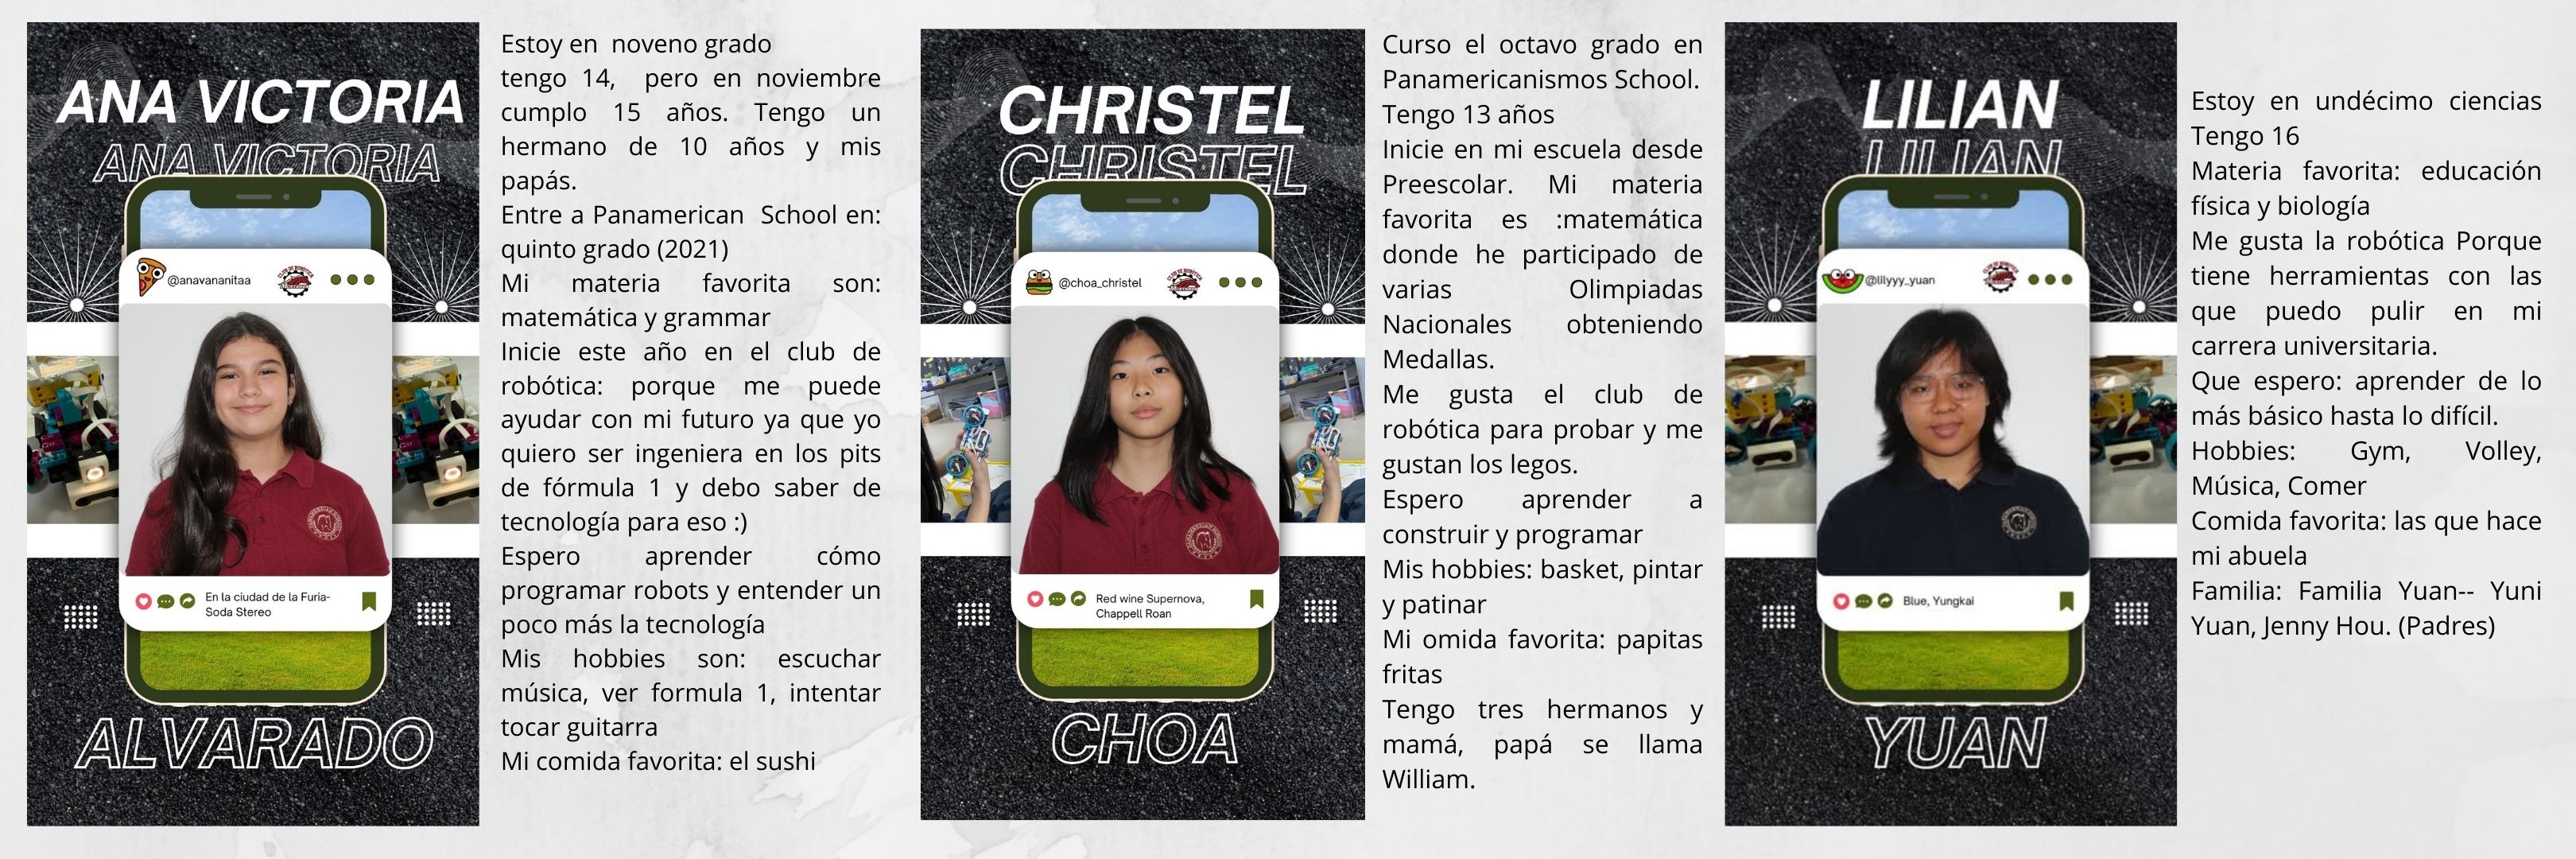 ANA VICTORIA
ANA VICTORIA
@anavananitaa
En la ciudad de la Furia-
Soda Stereo
ALVARADO
Estoy en noveno grado
tengo 14, pero en noviembre
cumplo 15 años. Tengo un
hermano de 10 años y mis
papás.
Entre a Panamerican School en:
quinto grado (2021)
Mi materia favorita son:
matemática y grammar
Inicie este año en el club de
robótica: porque me puede
ayudar con mi futuro ya que yo
quiero ser ingeniera en los pits
de fórmula 1 y debo saber de
tecnología para eso :)
Espero aprender cómo
programar robots y entender un
poco más la tecnología
Mis hobbies son: escuchar
música, ver formula 1, intentar
tocar guitarra
Mi comida favorita: el sushi
CHRISTEL
CHRISTEL
@choa_christel
Red wine Supernova,
Chappell Roan
CHOA
Curso el octavo grado en
Panamericanismos School.
Tengo 13 años
Inicie en mi escuela desde
Preescolar. Mi materia
favorita es :matemática
donde he participado de
varias Olimpiadas
Nacionales obteniendo
Medallas.
Me gusta el club de
robótica para probar y me
gustan los legos.
Espero aprender a
construir y programar
Mis hobbies: basket, pintar
y patinar
Mi omida favorita: papitas
fritas
Tengo tres hermanos y
mamá, papá se llama
William.
LILIAN
LILIAN
@lilyyy_yuan
Blue, Yungkai
YUAN
Estoy en undécimo ciencias
Tengo 16
Materia favorita: educación
física y biología
Me gusta la robótica Porque
tiene herramientas con las
que puedo pulir en mi
carrera universitaria.
Que espero: aprender de lo
más básico hasta lo difícil.
Hobbies: Gym, Volley,
Música, Comer
Comida favorita: las que hace
mi abuela
Familia: Familia Yuan-- Yuni
Yuan, Jenny Hou. (Padres)